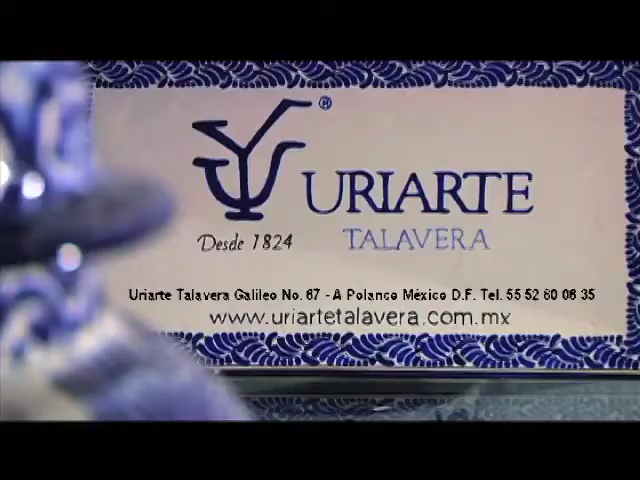 ®
URIARTE
Desde 1824
TALAVERA
Uriarte Talavera Galileo No. 67 - A Polanco México D.F. Tel. 55 52 80 06 35
www.uriartetalavera.com.mx